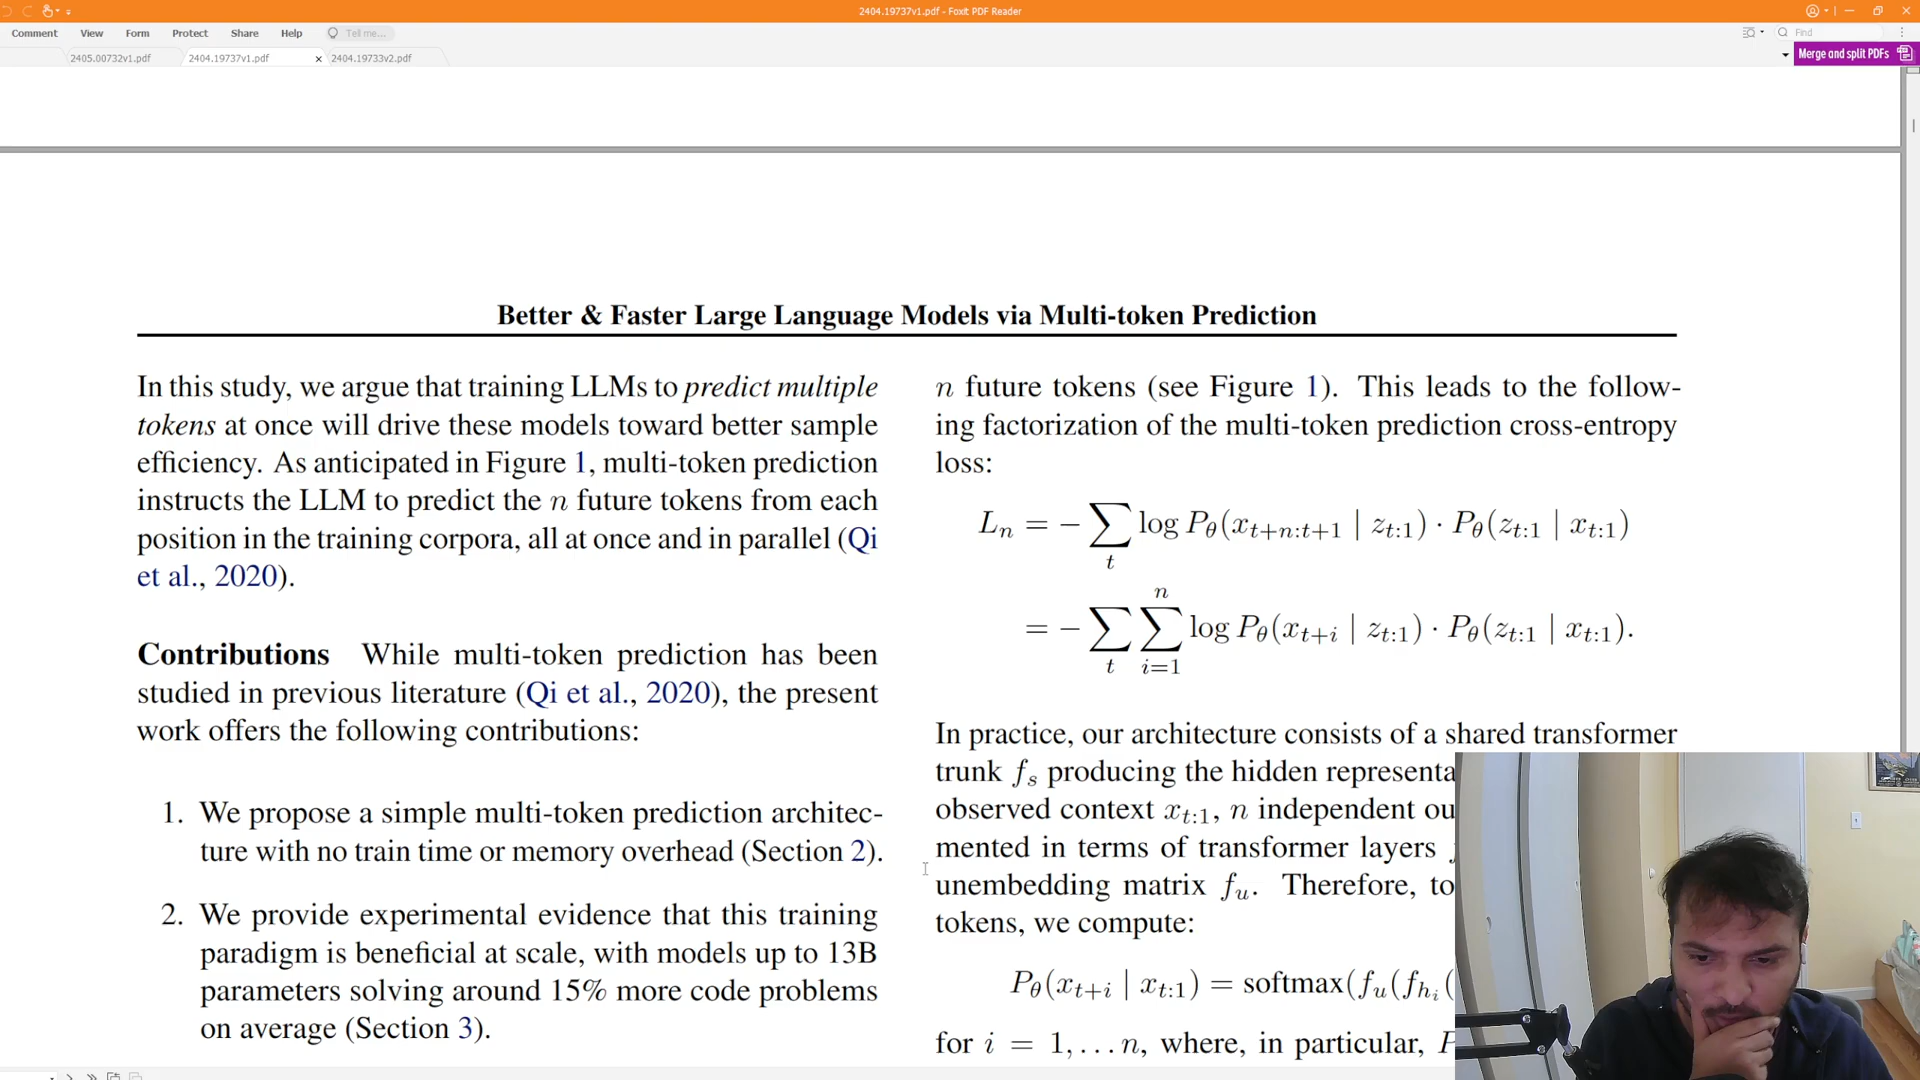 2404.19737v1.pdf - Foxit PDF Reader
Comment View Form Protect Share Help Tell me... Find
2405.00732v1.pdf 2404.19737v1.pdf 2404.19733v2.pdf Merge and split PDFs
Better & Faster Large Language Models via Multi-token Prediction
In this study, we argue that training LLMs to predict multiple
tokens at once will drive these models toward better sample
efficiency. As anticipated in Figure 1, multi-token prediction
instructs the LLM to predict the n future tokens from each
position in the training corpora, all at once and in parallel (Qi
et al., 2020).
Contributions While multi-token prediction has been
studied in previous literature (Qi et al., 2020), the present
work offers the following contributions:
1. We propose a simple multi-token prediction architec-
ture with no train time or memory overhead (Section 2).
2. We provide experimental evidence that this training
paradigm is beneficial at scale, with models up to 13B
parameters solving around 15% more code problems
on average (Section 3).
n future tokens (see Figure 1). This leads to the follow-
ing factorization of the multi-token prediction cross-entropy
loss:
L_n = − ∑_t log P_θ(x_{t+n:t+1} | z_{t:1}) · P_θ(z_{t:1} | x_{t:1})
= − ∑_t ∑_{i=1}^n log P_θ(x_{t+i} | z_{t:1}) · P_θ(z_{t:1} | x_{t:1}).
In practice, our architecture consists of a shared transformer
trunk f_s producing the hidden representa
observed context x_{t:1}, n independent ou
mented in terms of transformer layers
unembedding matrix f_u. Therefore, to
tokens, we compute:
P_θ(x_{t+i} | x_{t:1}) = softmax(f_u(f_{h_i}(
for i = 1, . . . n, where, in particular, P